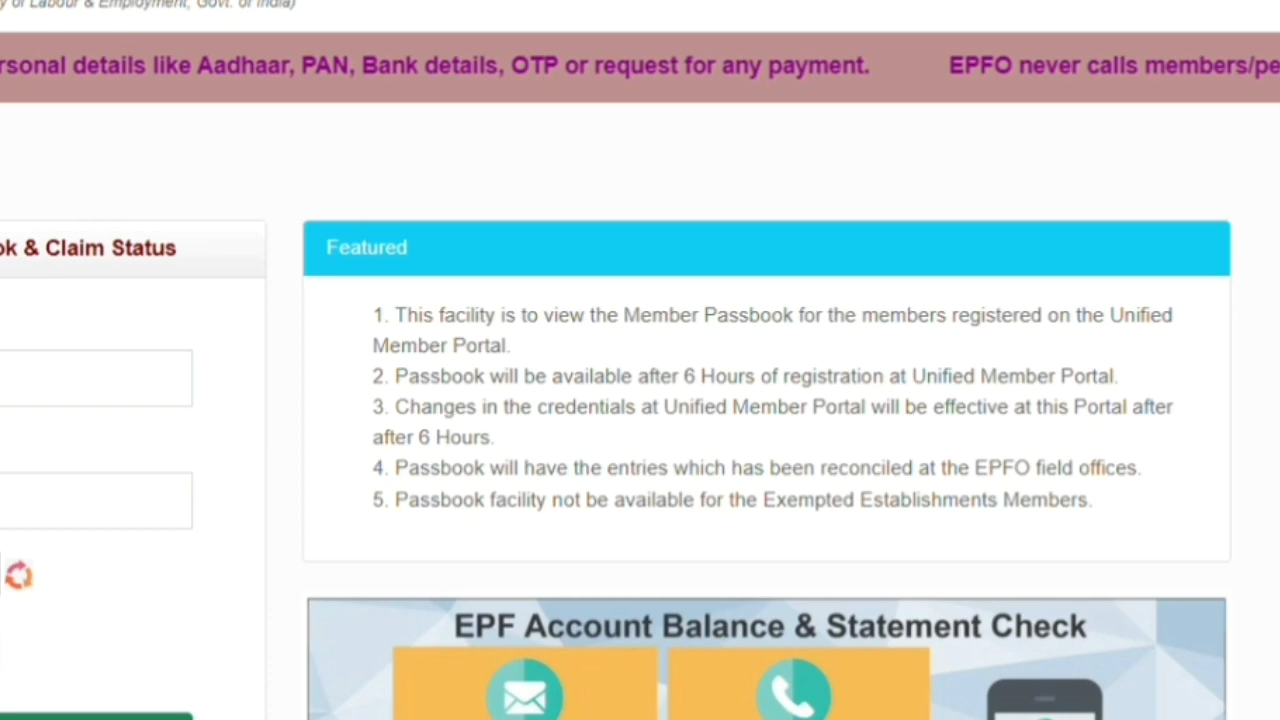 y of Labour & Employment, Govt. of India)
rsonal details like Aadhaar, PAN, Bank details, OTP or request for any payment. EPFO never calls members/pe
ok & Claim Status
Featured
1. This facility is to view the Member Passbook for the members registered on the Unified
Member Portal.
2. Passbook will be available after 6 Hours of registration at Unified Member Portal.
3. Changes in the credentials at Unified Member Portal will be effective at this Portal after
after 6 Hours.
4. Passbook will have the entries which has been reconciled at the EPFO field offices.
5. Passbook facility not be available for the Exempted Establishments Members.
EPF Account Balance & Statement Check